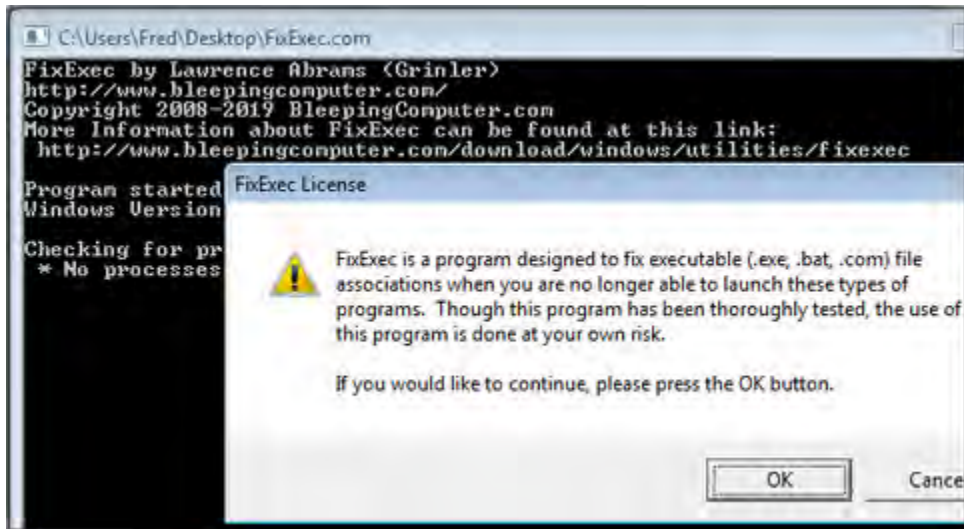 C:\Users\Fred\Desktop\FixExec.com
FixExec by Lawrence Abrams (Grinler)
http://www.bleepingcomputer.com/
Copyright 2008-2019 BleepingComputer.com
More Information about FixExec can be found at this link:
http://www.bleepingcomputer.com/download/windows/utilities/fixexec
Program started
Windows Version
Checking for pr
* No processes
FixExec License
FixExec is a program designed to fix executable (.exe, .bat, .com) file
associations when you are no longer able to launch these types of
programs. Though this program has been thoroughly tested, the use of
this program is done at your own risk.
If you would like to continue, please press the OK button.
OK
Cance